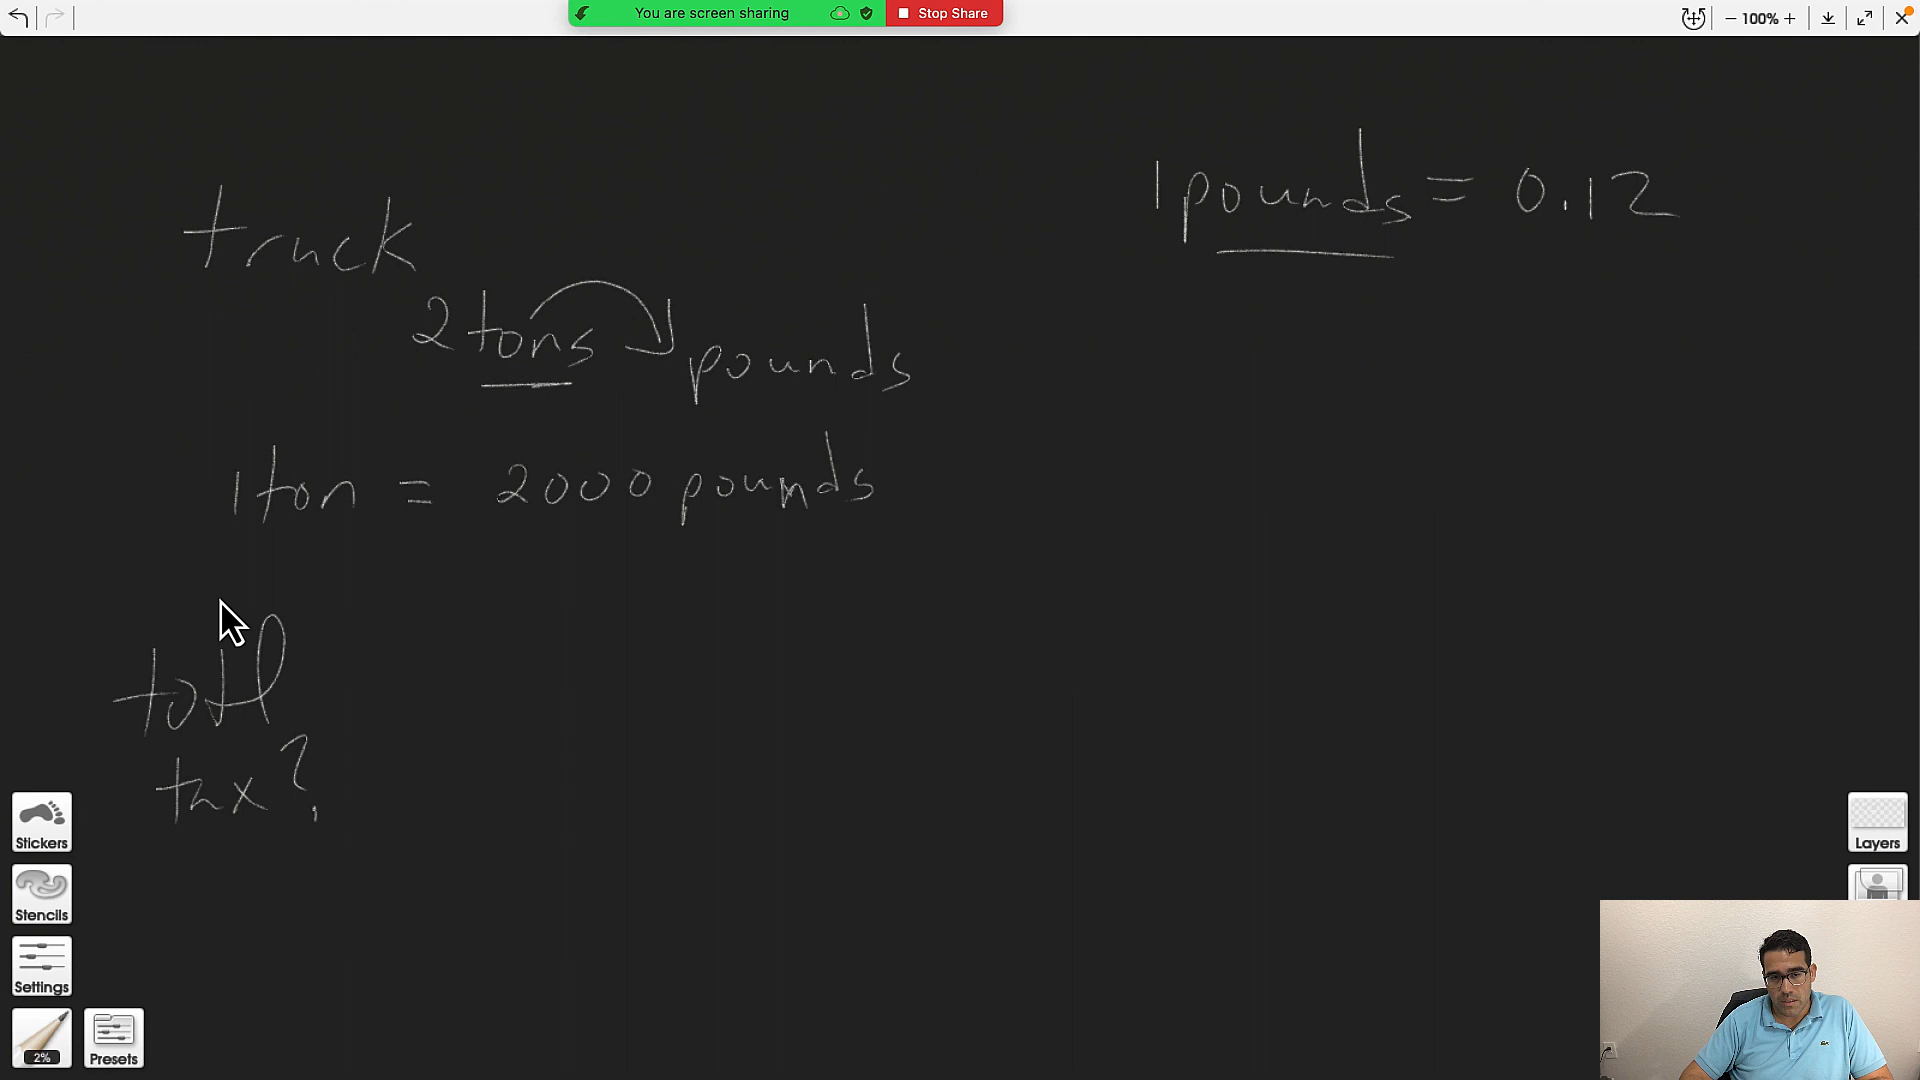 You are screen sharing
Stop Share
100%
truck
1 pounds = 0.12
2 tons
pounds
1 ton = 2000 pounds
total
tax?
Stickers
Stencils
Settings
2%
Presets
Layers